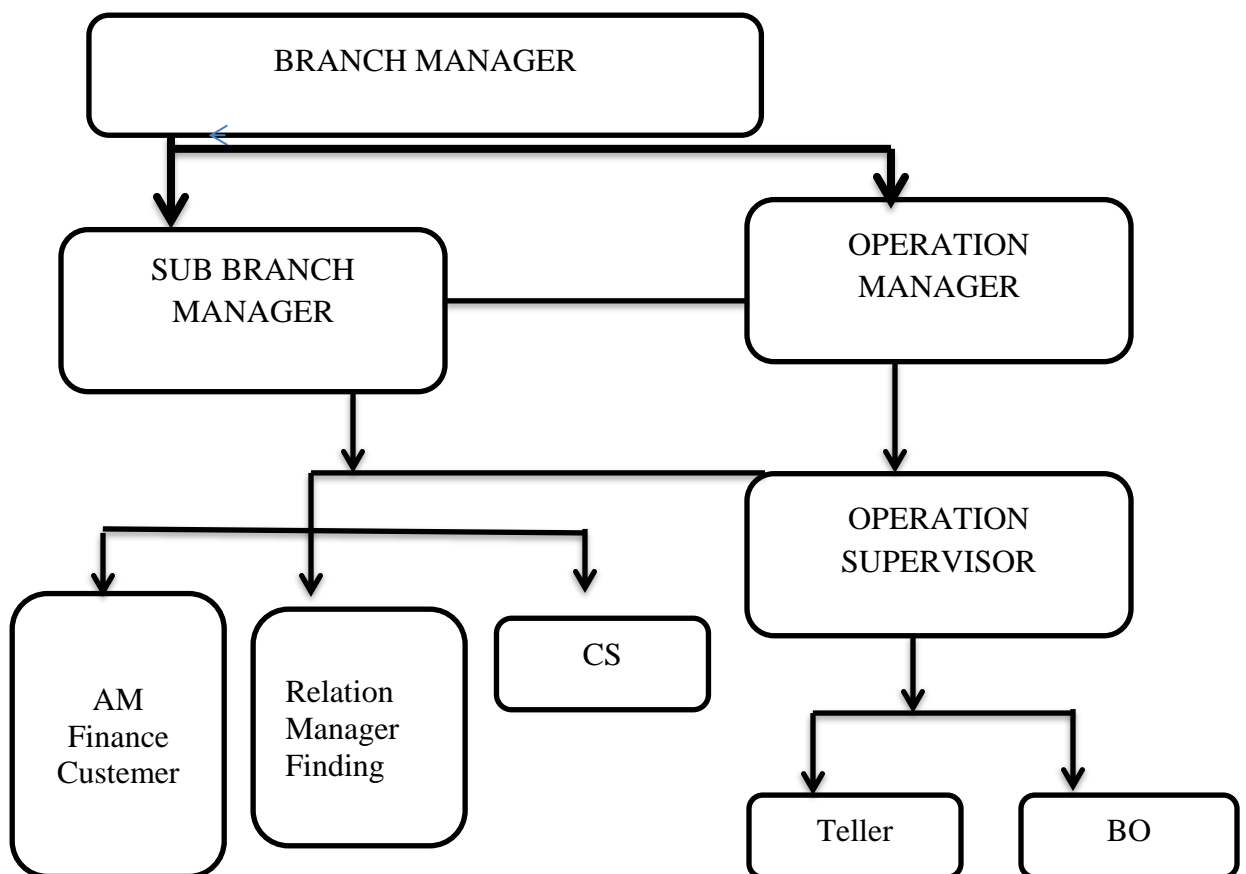 BRANCH MANAGER
SUB BRANCH
MANAGER
OPERATION
MANAGER
OPERATION
SUPERVISOR
AM
Finance
Custemer
Relation
Manager
Finding
CS
Teller
BO